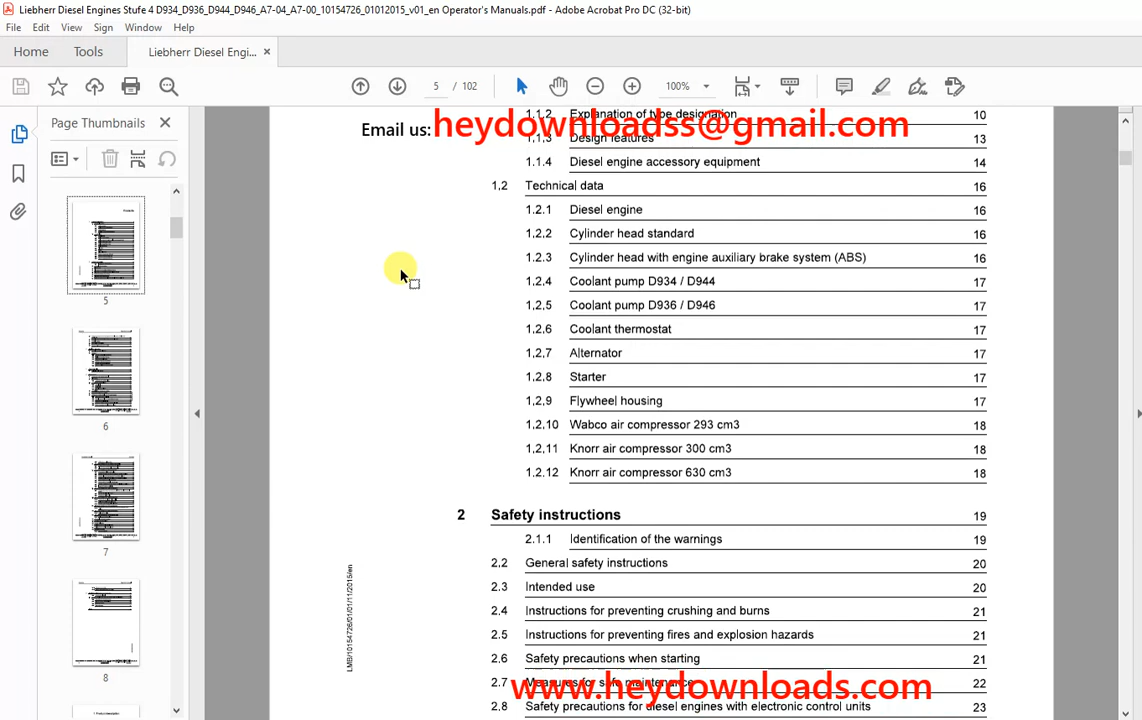 Liebherr Diesel Engines Stufe 4 D934_D936_D944_D946_A7-04_A7-00_10154726_01012015_v01_en Operator's Manuals.pdf - Adobe Acrobat Pro DC (32-bit)
File Edit View Sign Window Help
Home Tools Liebherr Diesel Engi... ×
5 / 102 100%
Page Thumbnails
5
6
7
8
Email us: heydownloadss@gmail.com
1.1.2 Explanation of type designation 10
1.1.3 Design features 13
1.1.4 Diesel engine accessory equipment 14
1.2 Technical data 16
1.2.1 Diesel engine 16
1.2.2 Cylinder head standard 16
1.2.3 Cylinder head with engine auxiliary brake system (ABS) 16
1.2.4 Coolant pump D934 / D944 17
1.2.5 Coolant pump D936 / D946 17
1.2.6 Coolant thermostat 17
1.2.7 Alternator 17
1.2.8 Starter 17
1.2.9 Flywheel housing 17
1.2.10 Wabco air compressor 293 cm3 18
1.2.11 Knorr air compressor 300 cm3 18
1.2.12 Knorr air compressor 630 cm3 18
2 Safety instructions 19
2.1.1 Identification of the warnings 19
2.2 General safety instructions 20
2.3 Intended use 20
2.4 Instructions for preventing crushing and burns 21
2.5 Instructions for preventing fires and explosion hazards 21
2.6 Safety precautions when starting 21
2.7 Measures for safe maintenance 22
www.heydownloads.com
2.8 Safety precautions for diesel engines with electronic control units 23
LMB/10154726/01/01/11/2015/en